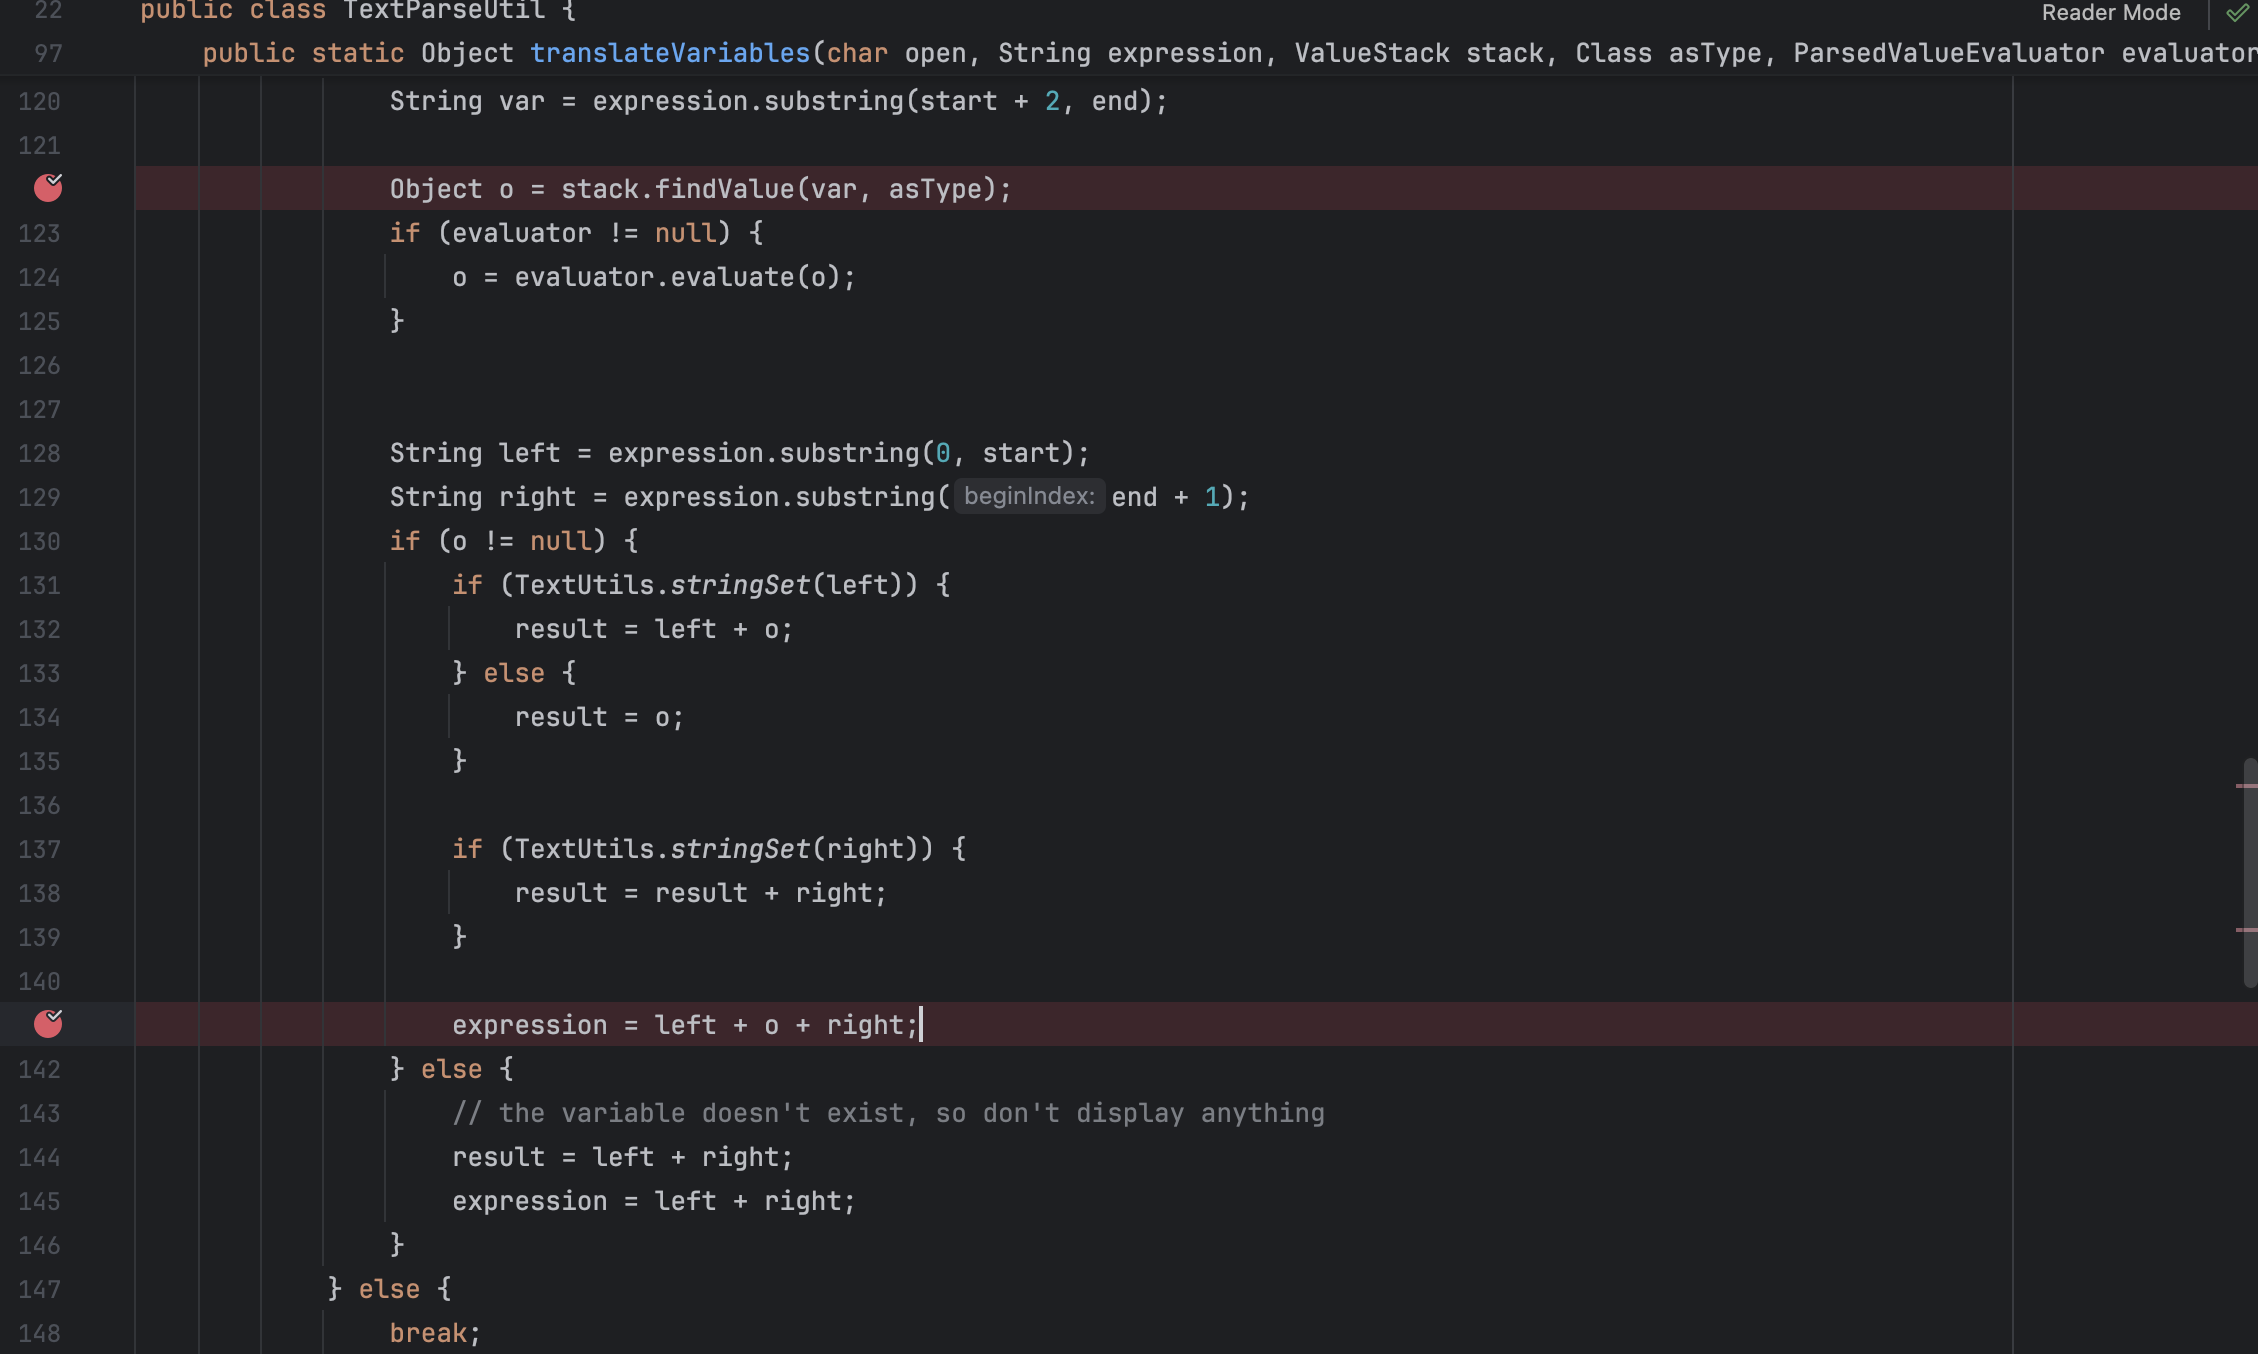 22 public class TextParseUtil {
Reader Mode
97 public static Object translateVariables(char open, String expression, ValueStack stack, Class asType, ParsedValueEvaluator evaluator
120 String var = expression.substring(start + 2, end);
121
Object o = stack.findValue(var, asType);
123 if (evaluator != null) {
124 o = evaluator.evaluate(o);
125 }
126
127
128 String left = expression.substring(0, start);
129 String right = expression.substring( beginIndex: end + 1);
130 if (o != null) {
131 if (TextUtils.stringSet(left)) {
132 result = left + o;
133 } else {
134 result = o;
135 }
136
137 if (TextUtils.stringSet(right)) {
138 result = result + right;
139 }
140
expression = left + o + right;
142 } else {
143 // the variable doesn't exist, so don't display anything
144 result = left + right;
145 expression = left + right;
146 }
147 } else {
148 break;